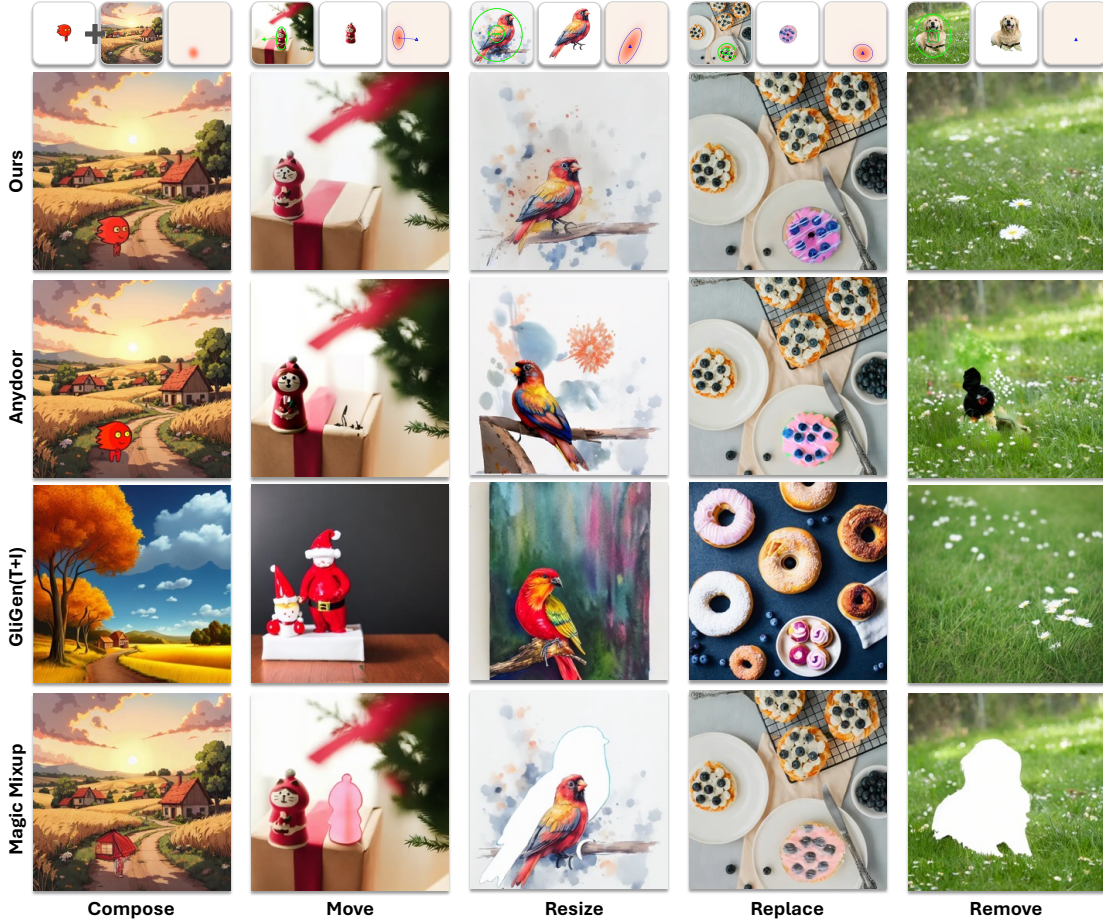 Ours
Anydoor
GliGen(T+I)
Magic Mixup
Compose
Move
Resize
Replace
Remove